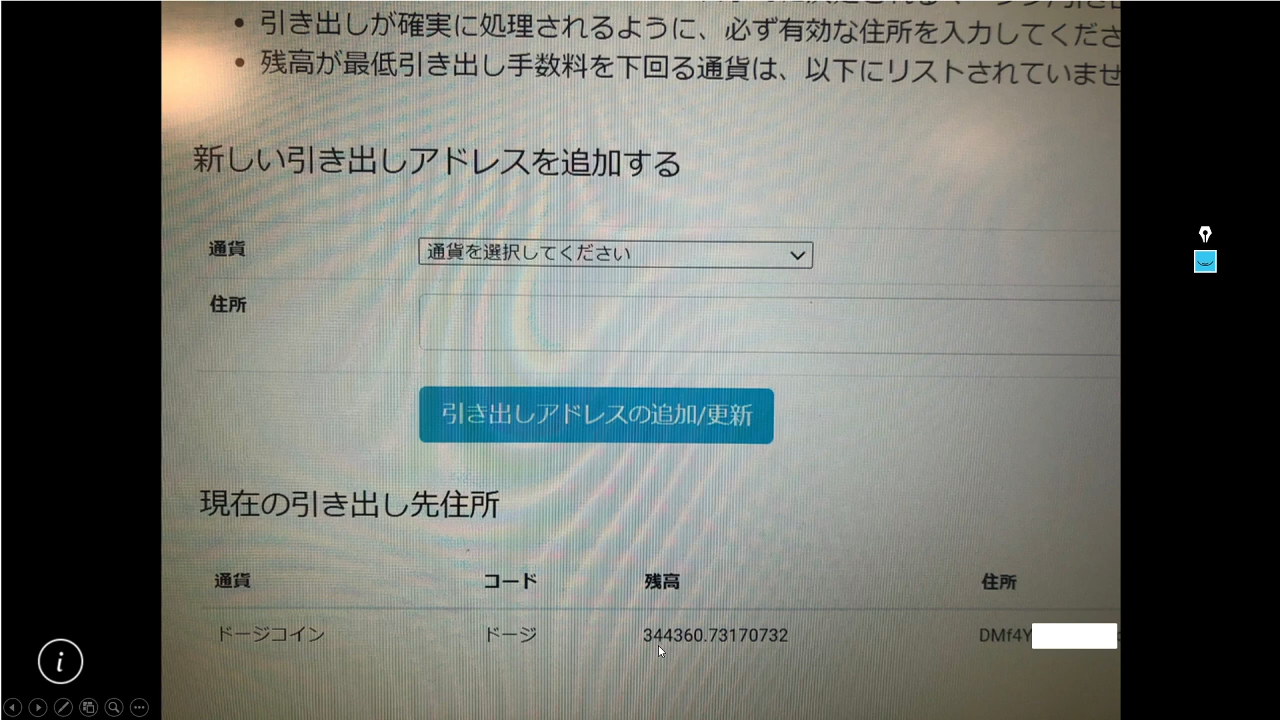 引き出しが確実に処理されるように、必ず有効な住所を入力してくださ
残高が最低引き出し手数料を下回る通貨は、以下にリストされていませ
新しい引き出しアドレスを追加する
通貨
通貨を選択してください
住所
引き出しアドレスの追加/更新
現在の引き出し先住所
通貨 コード 残高 住所
ドージコイン ドージ 344360.73170732 DMf4Y
i